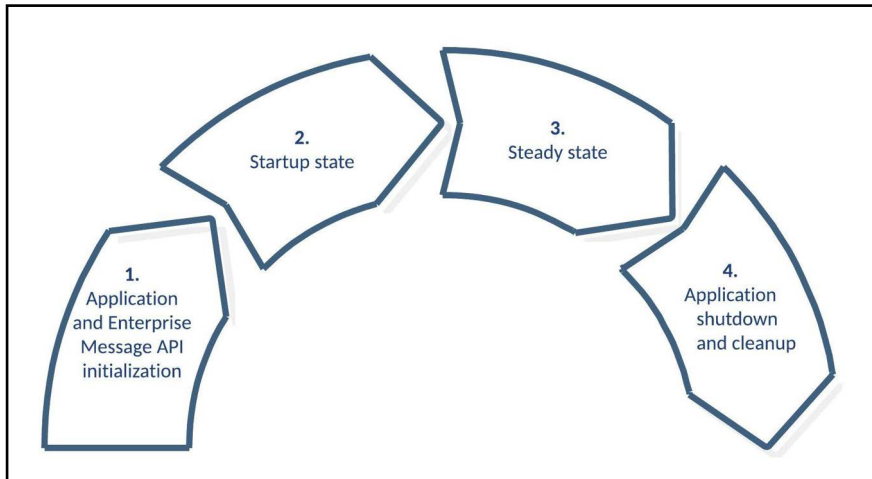 1.
Application
and Enterprise
Message API
initialization
2.
Startup state
3.
Steady state
4.
Application
shutdown
and cleanup